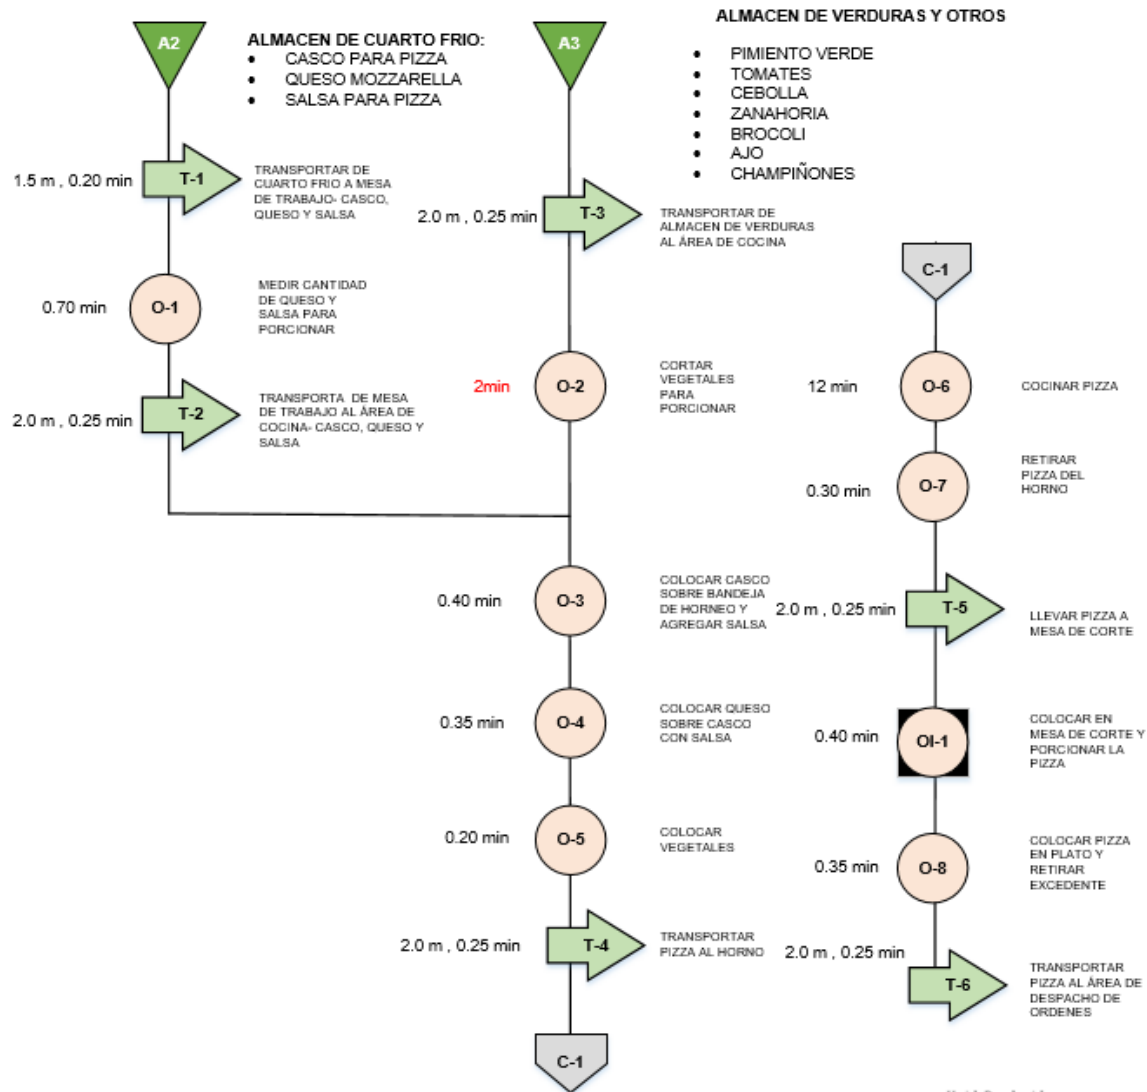 A2
ALMACEN DE CUARTO FRIO:
• CASCO PARA PIZZA
• QUESO MOZZARELLA
• SALSA PARA PIZZA
1.5 m , 0.20 min
T-1
TRANSPORTAR DE
CUARTO FRIO A MESA
DE TRABAJO- CASCO,
QUESO Y SALSA
0.70 min
O-1
MEDIR CANTIDAD
DE QUESO Y
SALSA PARA
PORCIONAR
2.0 m , 0.25 min
T-2
TRANSPORTA DE MESA
DE TRABAJO AL ÁREA DE
COCINA- CASCO, QUESO Y
SALSA
A3
ALMACEN DE VERDURAS Y OTROS
• PIMIENTO VERDE
• TOMATES
• CEBOLLA
• ZANAHORIA
• BROCOLI
• AJO
• CHAMPIÑONES
2.0 m , 0.25 min
T-3
TRANSPORTAR DE
ALMACEN DE VERDURAS
AL ÁREA DE COCINA
2min
O-2
CORTAR
VEGETALES
PARA
PORCIONAR
0.40 min
O-3
COLOCAR CASCO
SOBRE BANDEJA
DE HORNEO Y
AGREGAR SALSA
0.35 min
O-4
COLOCAR QUESO
SOBRE CASCO
CON SALSA
0.20 min
O-5
COLOCAR
VEGETALES
2.0 m , 0.25 min
T-4
TRANSPORTAR
PIZZA AL HORNO
C-1
C-1
12 min
O-6
COCINAR PIZZA
0.30 min
O-7
RETIRAR
PIZZA DEL
HORNO
2.0 m , 0.25 min
T-5
LLEVAR PIZZA A
MESA DE CORTE
0.40 min
OI-1
COLOCAR EN
MESA DE CORTE Y
PORCIONAR LA
PIZZA
0.35 min
O-8
COLOCAR PIZZA
EN PLATO Y
RETIRAR
EXCEDENTE
2.0 m , 0.25 min
T-6
TRANSPORTAR
PIZZA AL ÁREA DE
DESPACHO DE
ORDENES